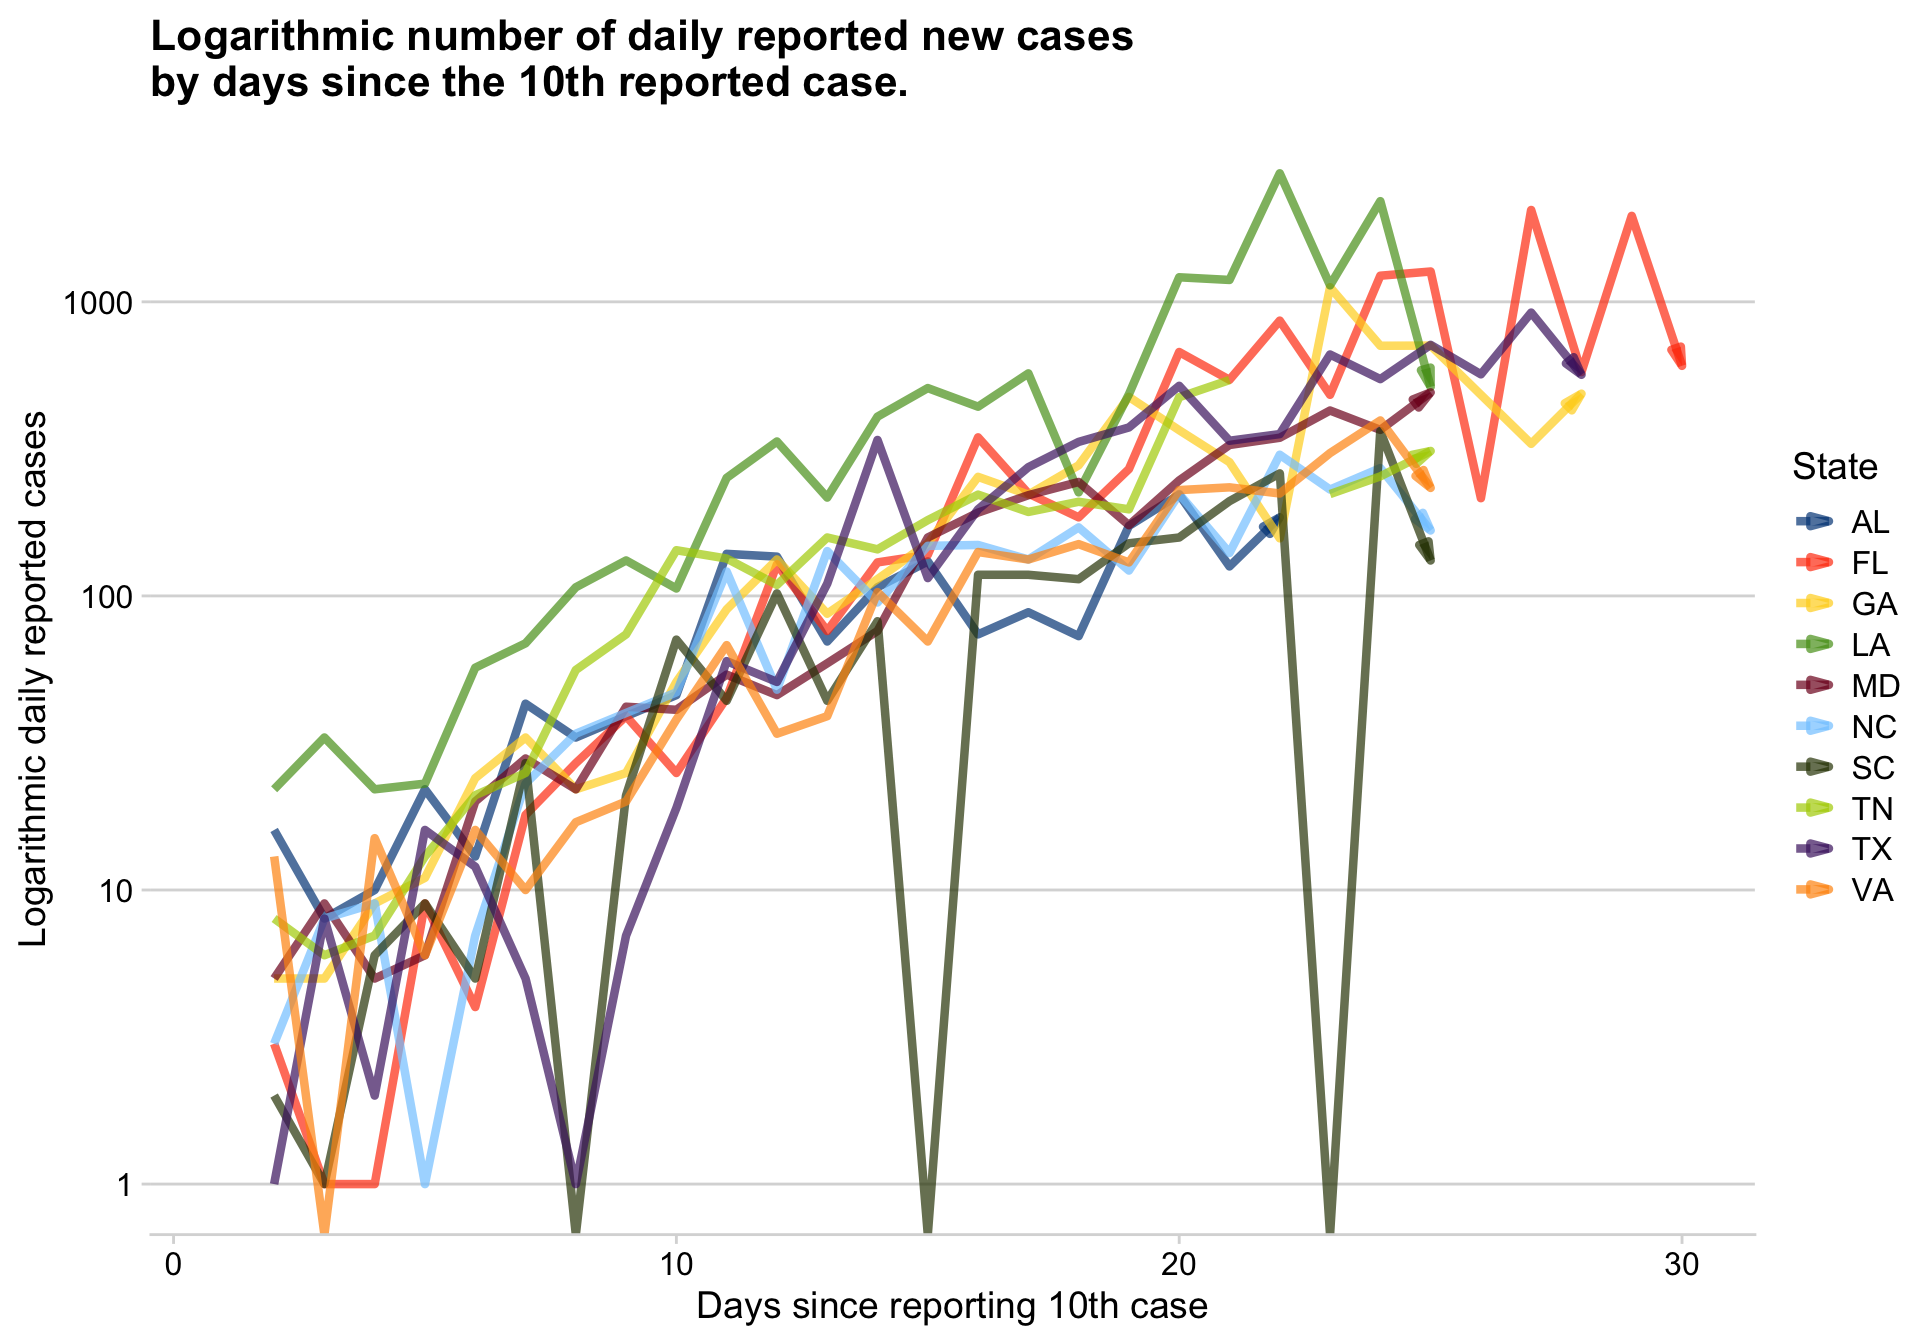 Logarithmic number of daily reported new cases
by days since the 10th reported case.
Logarithmic daily reported cases
1000
100
10
1
0
10
20
30
Days since reporting 10th case
State
AL
FL
GA
LA
MD
NC
SC
TN
TX
VA